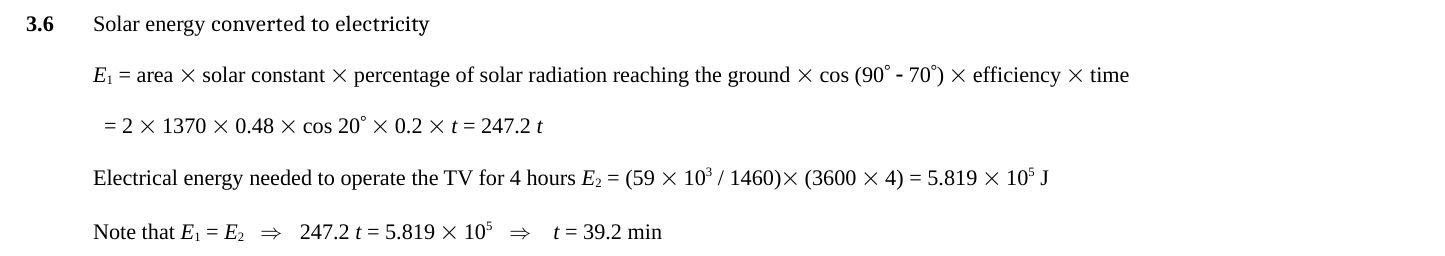 3.6 Solar energy converted to electricity
E₁ = area × solar constant × percentage of solar radiation reaching the ground × cos (90° - 70°) × efficiency × time
= 2 × 1370 × 0.48 × cos 20° × 0.2 × t = 247.2 t
Electrical energy needed to operate the TV for 4 hours E₂ = (59 × 10³ / 1460)× (3600 × 4) = 5.819 × 10⁵ J
Note that E₁ = E₂ ⇒ 247.2 t = 5.819 × 10⁵ ⇒ t = 39.2 min